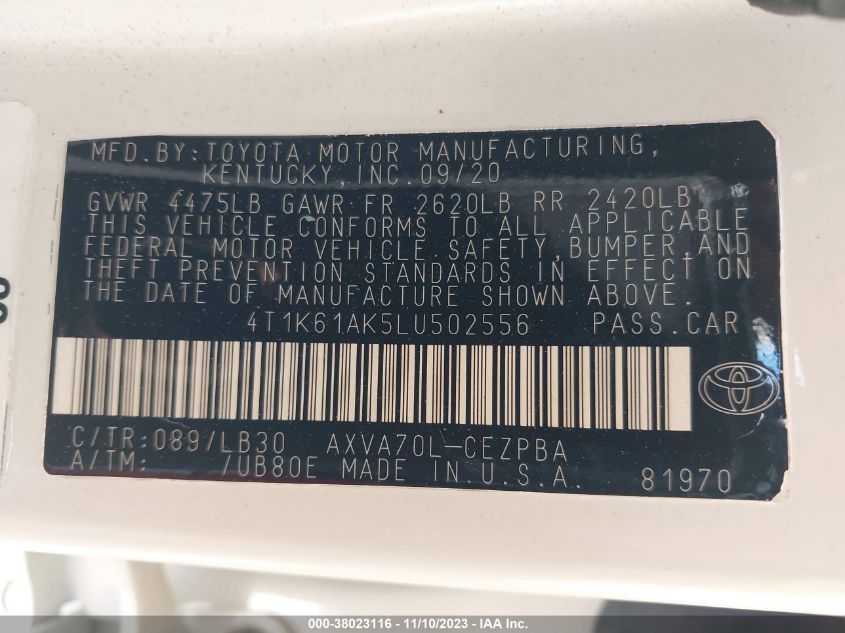 MFD. BY: TOYOTA MOTOR MANUFACTURING,
KENTUCKY, INC. 09/20
GVWR 4475LB GAWR FR 2620LB RR 2420LB
THIS VEHICLE CONFORMS TO ALL APPLICABLE
FEDERAL MOTOR VEHICLE SAFETY, BUMPER, AND
THEFT PREVENTION STANDARDS IN EFFECT ON
THE DATE OF MANUFACTURE SHOWN ABOVE.
4T1K61AK5LU502556 PASS. CAR
C/TR: 089/LB30 AXVA70L-CEZPBA
A/TM: /UB80E MADE IN U.S.A. 81970
000-38023116 - 11/10/2023 - IAA Inc.